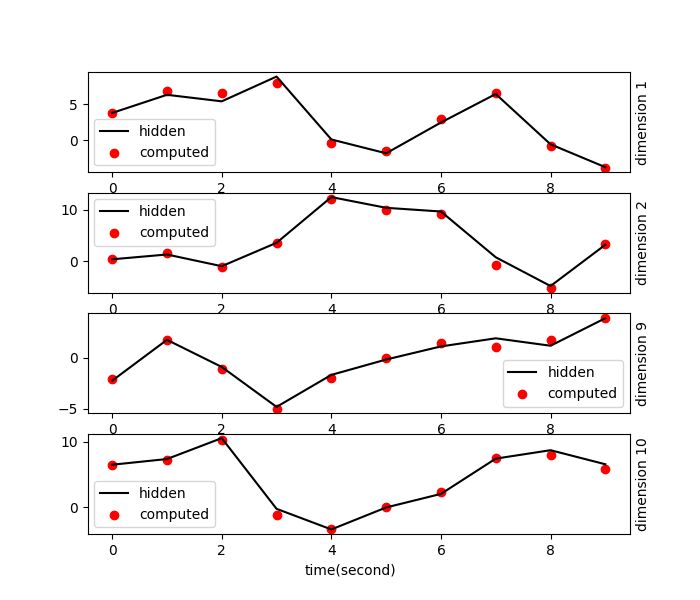 5
0
hidden
computed
dimension 1
0 2 4 6 8
10
0
hidden
computed
dimension 2
0 2 4 6 8
0
−5
hidden
computed
dimension 9
0 2 4 6 8
10
0
hidden
computed
dimension 10
0 2 4 6 8
time(second)